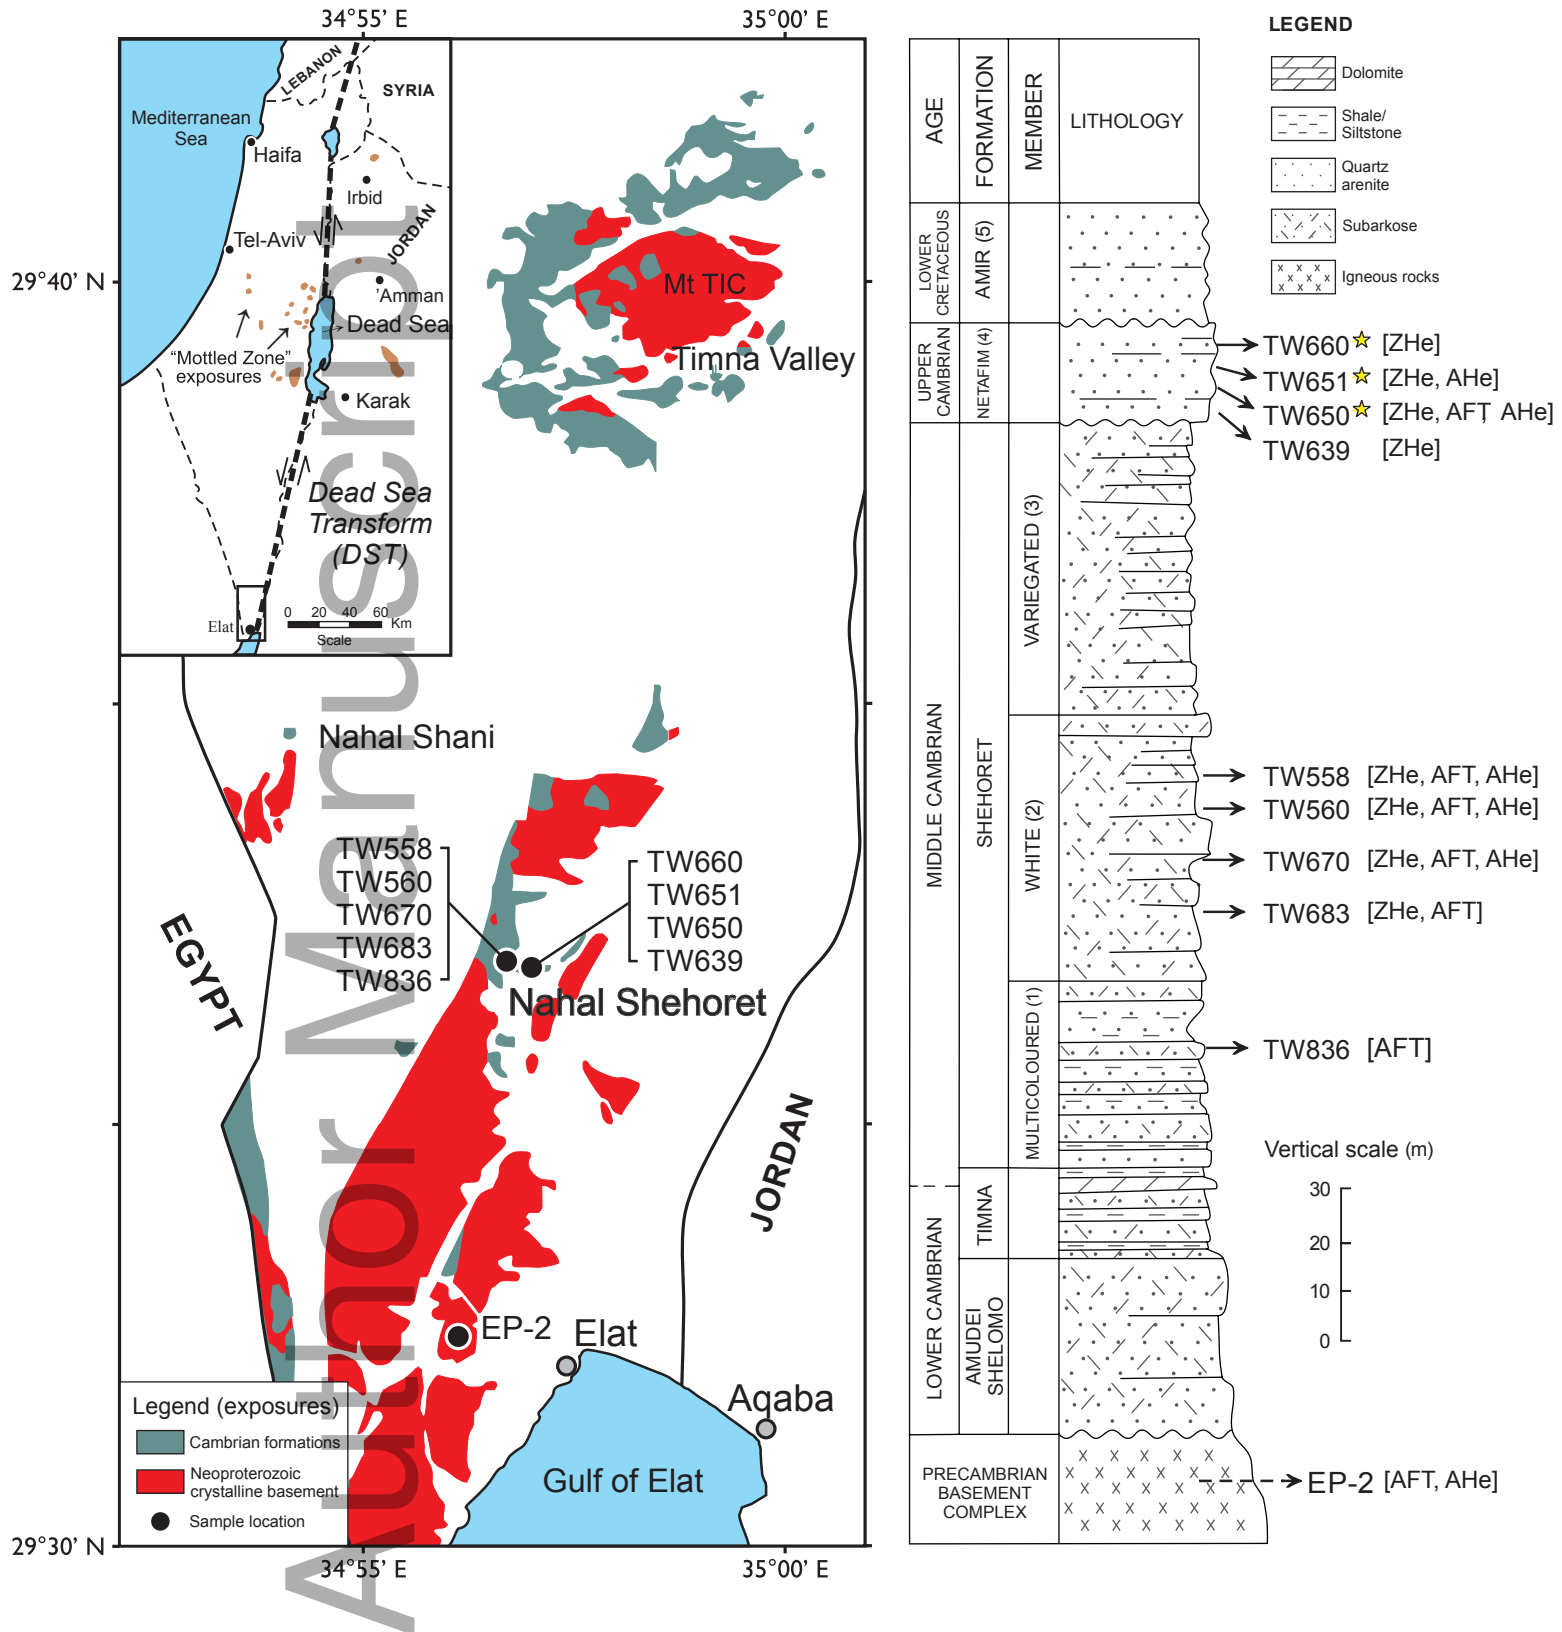 34°55' E
35°00' E
LEBANON
SYRIA
Mediterranean
Sea
Haifa
Irbid
JORDAN
Tel-Aviv
'Amman
Dead Sea
"Mottled Zone"
exposures
Karak
Dead Sea
Transform
(DST)
0 20 40 60
Km
Scale
Elat
29°40' N
Mt TIC
Timna Valley
Nahal Shani
TW558
TW560
TW670
TW683
TW836
TW660
TW651
TW650
TW639
Nahal Shehoret
EGYPT
JORDAN
EP-2
Elat
Aqaba
Gulf of Elat
Legend (exposures)
Cambrian formations
Neoproterozoic
crystalline basement
Sample location
29°30' N
34°55' E
35°00' E
Author Manuscript
AGE
FORMATION
MEMBER
LITHOLOGY
LOWER
CRETACEOUS
AMIR (5)
UPPER
CAMBRIAN
NETAFIM (4)
MIDDLE CAMBRIAN
SHEHORET
VARIEGATED (3)
WHITE (2)
MULTICOLOURED (1)
LOWER CAMBRIAN
TIMNA
AMUDEI
SHELOMO
PRECAMBRIAN
BASEMENT
COMPLEX
LEGEND
Dolomite
Shale/
Siltstone
Quartz
arenite
Subarkose
Igneous rocks
TW660 [ZHe]
TW651 [ZHe, AHe]
TW650 [ZHe, AFT, AHe]
TW639 [ZHe]
TW558 [ZHe, AFT, AHe]
TW560 [ZHe, AFT, AHe]
TW670 [ZHe, AFT, AHe]
TW683 [ZHe, AFT]
TW836 [AFT]
Vertical scale (m)
30
20
10
0
EP-2 [AFT, AHe]